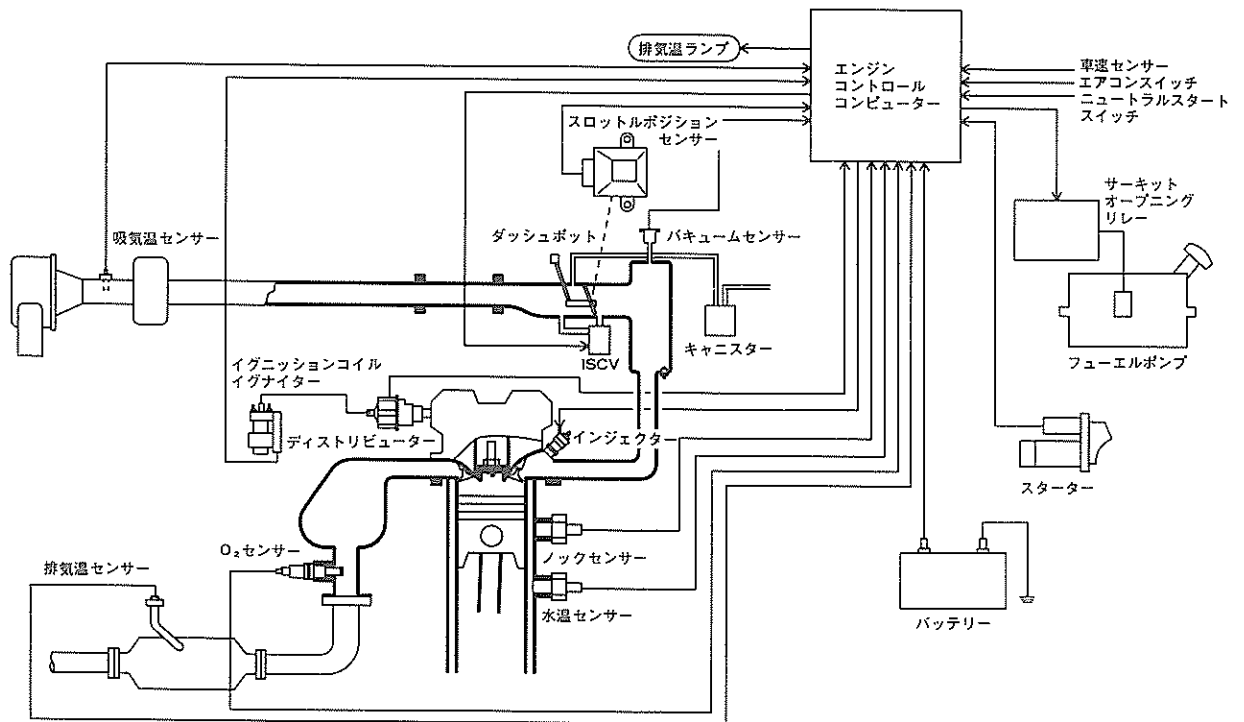 排気温ランプ
エンジン
コントロール
コンピューター
車速センサー
エアコンスイッチ
ニュートラルスタート
スイッチ
スロットルポジション
センサー
サーキット
オープニング
リレー
吸気温センサー
ダッシュポット
バキュームセンサー
キャニスター
ISCV
フューエルポンプ
イグニッションコイル
イグナイター
ディストリビューター
インジェクター
スターター
O₂センサー
ノックセンサー
排気温センサー
水温センサー
バッテリー